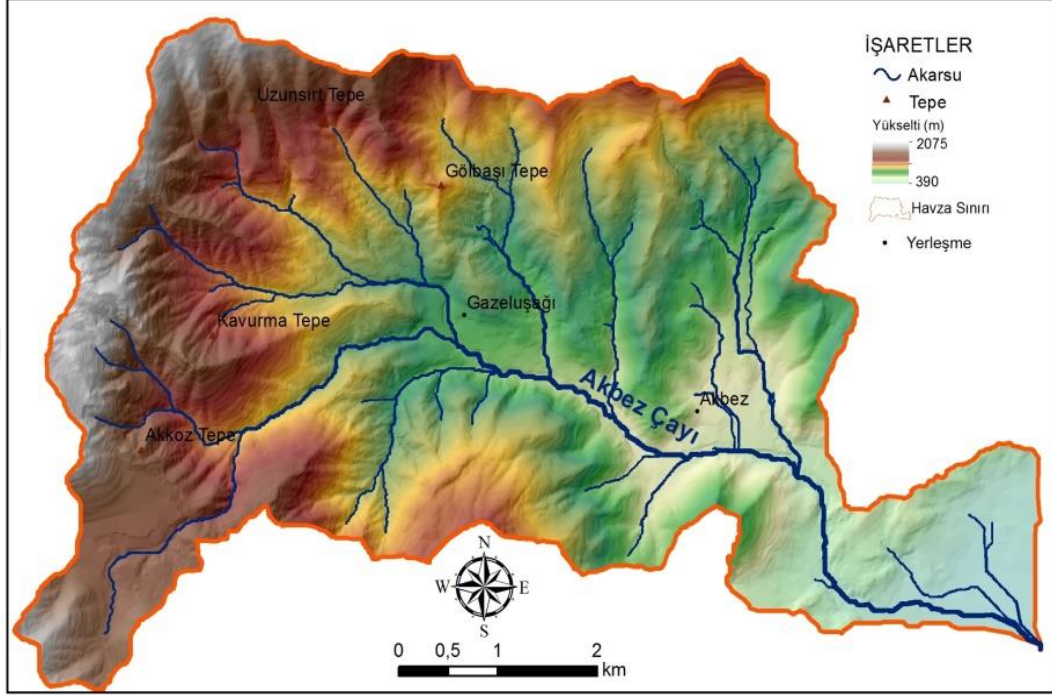 İŞARETLER
Akarsu
Tepe
Yükselti (m)
2075
390
Havza Sınırı
Yerleşme
Uzunsırt Tepe
Gölbaşı Tepe
Gazeluşağı
Kavurma Tepe
Akbez Çayı
Akbez
Akkoz Tepe
N
W E
S
0 0,5 1 2
km